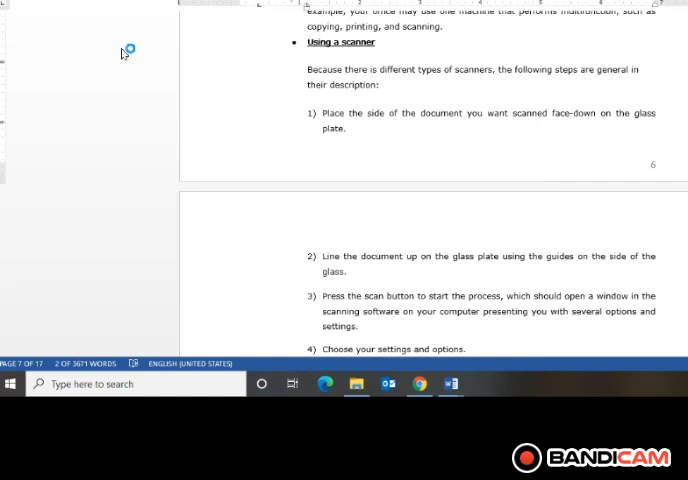 example, your office may use one machine that performs multifunction, such as
copying, printing, and scanning.
• Using a scanner
Because there is different types of scanners, the following steps are general in
their description:
1) Place the side of the document you want scanned face-down on the glass
plate.
6
2) Line the document up on the glass plate using the guides on the side of the
glass.
3) Press the scan button to start the process, which should open a window in the
scanning software on your computer presenting you with several options and
settings.
4) Choose your settings and options.
PAGE 7 OF 17 2 OF 3671 WORDS ENGLISH (UNITED STATES)
Type here to search
BANDICAM